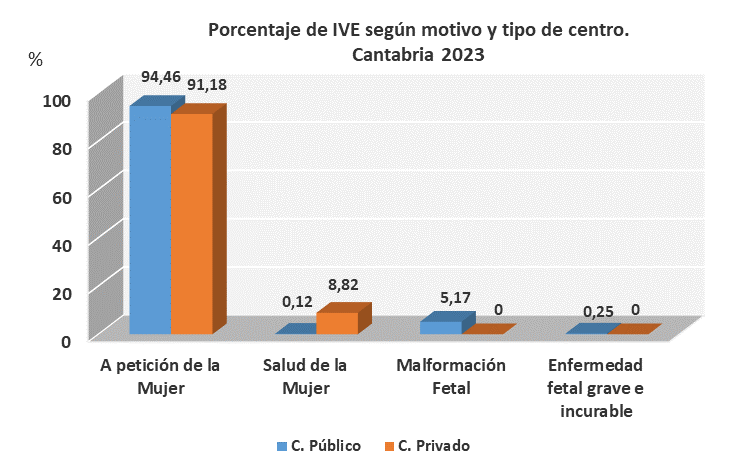 Porcentaje de IVE según motivo y tipo de centro.
Cantabria 2023
%
94,46
91,18
0,12
8,82
5,17
0
0,25
0
100
80
60
40
20
0
A petición de la
Mujer
Salud de la
Mujer
Malformación
Fetal
Enfermedad
fetal grave e
incurable
C. Público
C. Privado